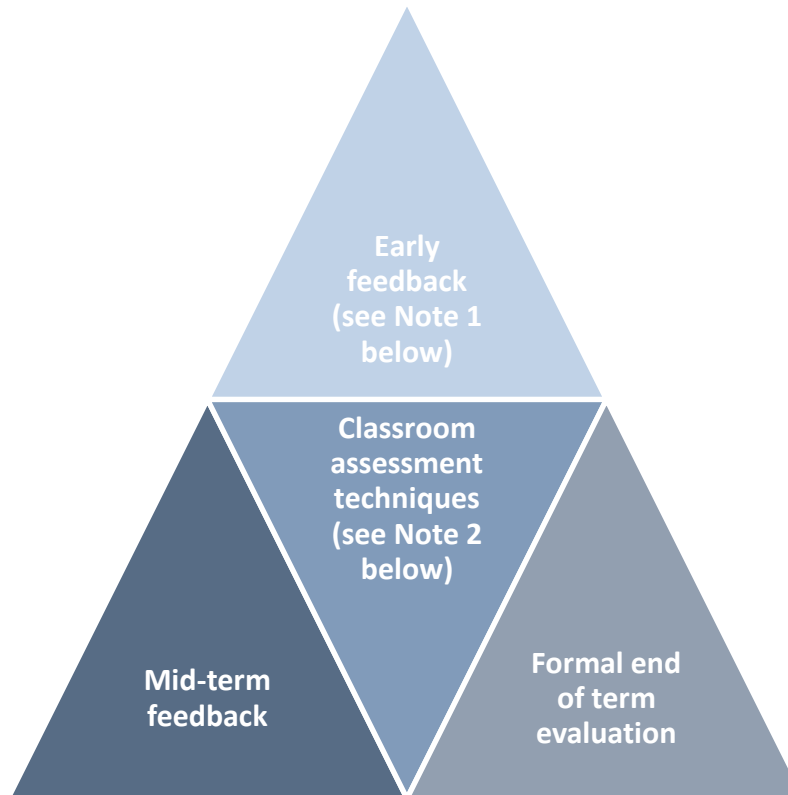 Early
feedback
(see Note 1
below)
Classroom
assessment
techniques
(see Note 2
below)
Mid-term
feedback
Formal end
of term
evaluation